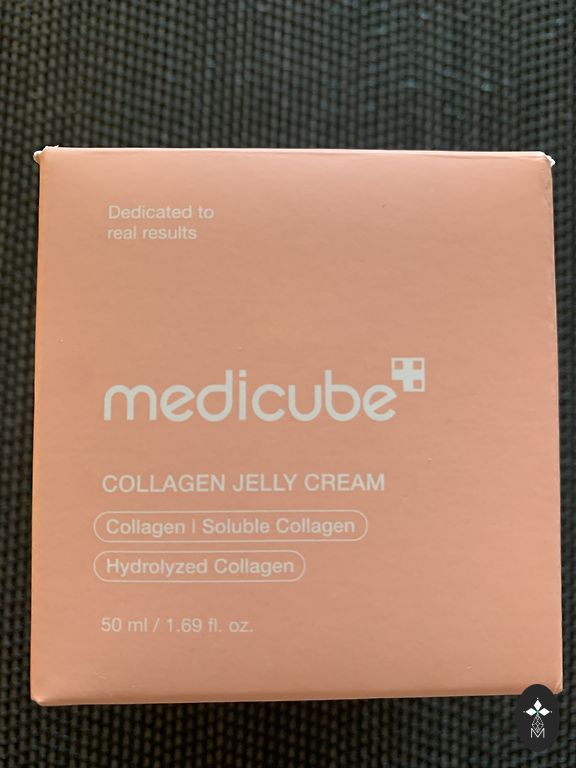 Dedicated to
real results
medicube
COLLAGEN JELLY CREAM
Collagen | Soluble Collagen
Hydrolyzed Collagen
50 ml / 1.69 fl. oz.
M